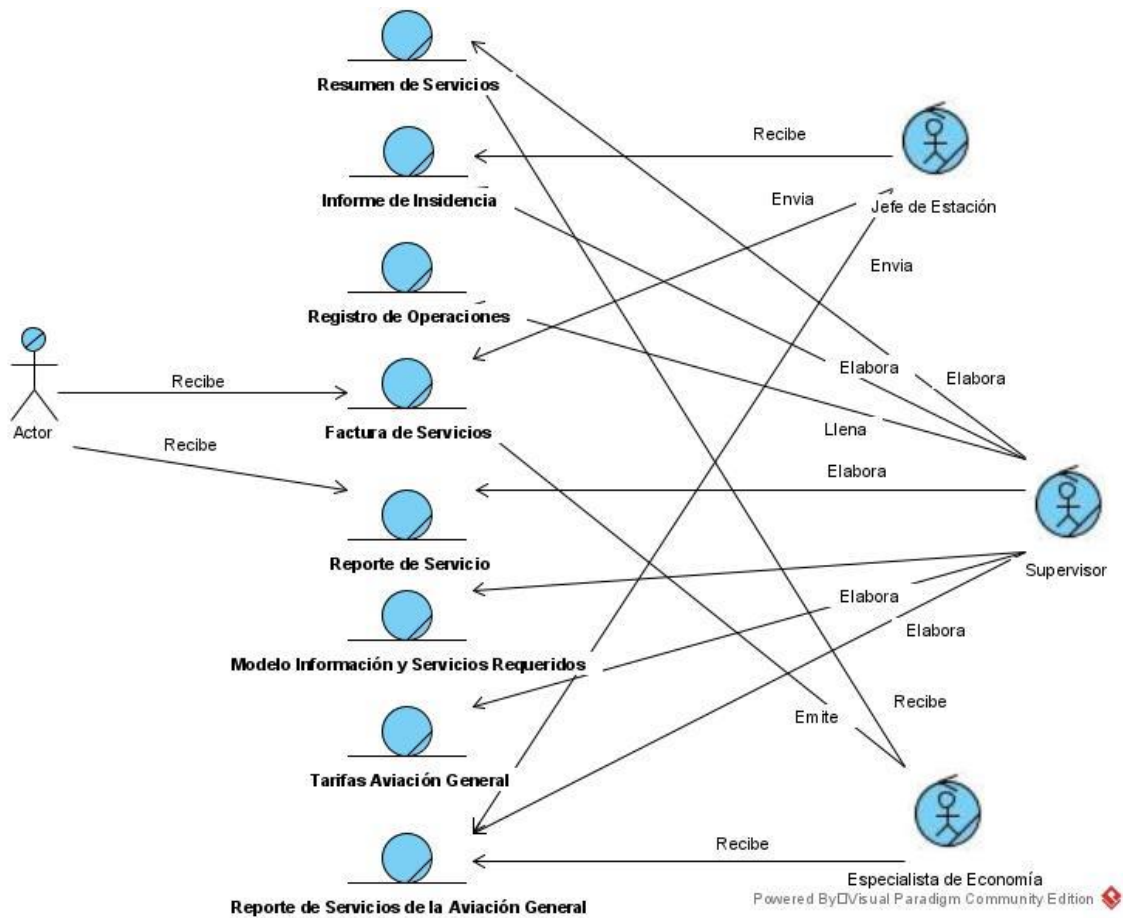 Resumen de Servicios
Recibe
Informe de Insidencia
Envia
Jefe de Estación
Envia
Registro de Operaciones
Recibe
Elabora
Elabora
Actor
Recibe
Factura de Servicios
Llena
Elabora
Reporte de Servicio
Supervisor
Elabora
Elabora
Modelo Información y Servicios Requeridos
Recibe
Emite
Tarifas Aviación General
Recibe
Especialista de Economía
Powered By□Visual Paradigm Community Edition
Reporte de Servicios de la Aviación General